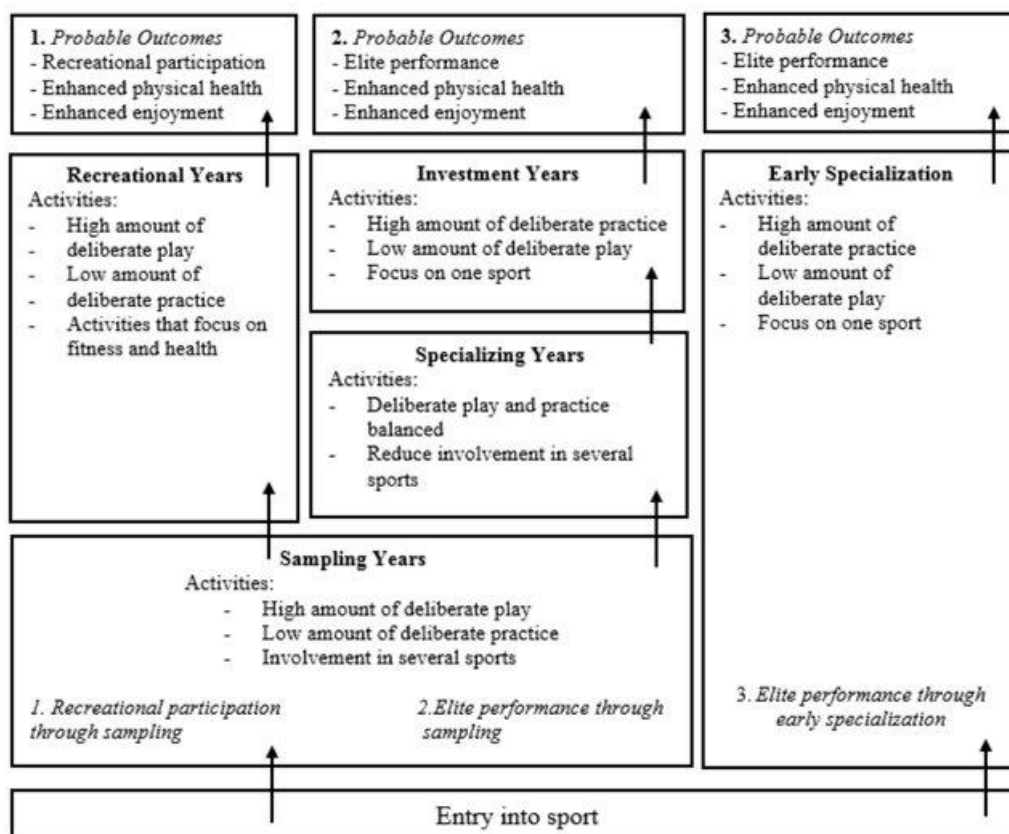 1. Probable Outcomes
- Recreational participation
- Enhanced physical health
- Enhanced enjoyment
2. Probable Outcomes
- Elite performance
- Enhanced physical health
- Enhanced enjoyment
3. Probable Outcomes
- Elite performance
- Enhanced physical health
- Enhanced enjoyment
Recreational Years
Activities:
- High amount of
- deliberate play
- Low amount of
- deliberate practice
- Activities that focus on
fitness and health
Investment Years
Activities:
- High amount of deliberate practice
- Low amount of deliberate play
- Focus on one sport
Early Specialization
Activities:
- High amount of
deliberate practice
- Low amount of
deliberate play
- Focus on one sport
Specializing Years
Activities:
- Deliberate play and practice
balanced
- Reduce involvement in several
sports
Sampling Years
Activities:
- High amount of deliberate play
- Low amount of deliberate practice
- Involvement in several sports
1. Recreational participation
through sampling
2.Elite performance through
sampling
3. Elite performance through
early specialization
Entry into sport